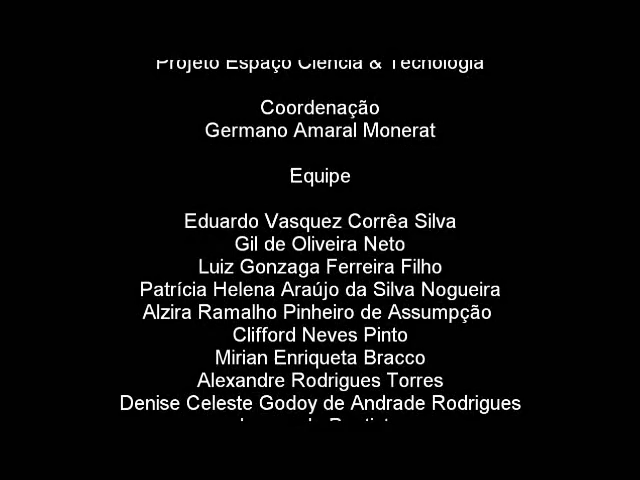 Projeto Espaço Ciência & Tecnologia
Coordenação
Germano Amaral Monerat
Equipe
Eduardo Vasquez Corrêa Silva
Gil de Oliveira Neto
Luiz Gonzaga Ferreira Filho
Patrícia Helena Araújo da Silva Nogueira
Alzira Ramalho Pinheiro de Assumpção
Clifford Neves Pinto
Mirian Enriqueta Bracco
Alexandre Rodrigues Torres
Denise Celeste Godoy de Andrade Rodrigues